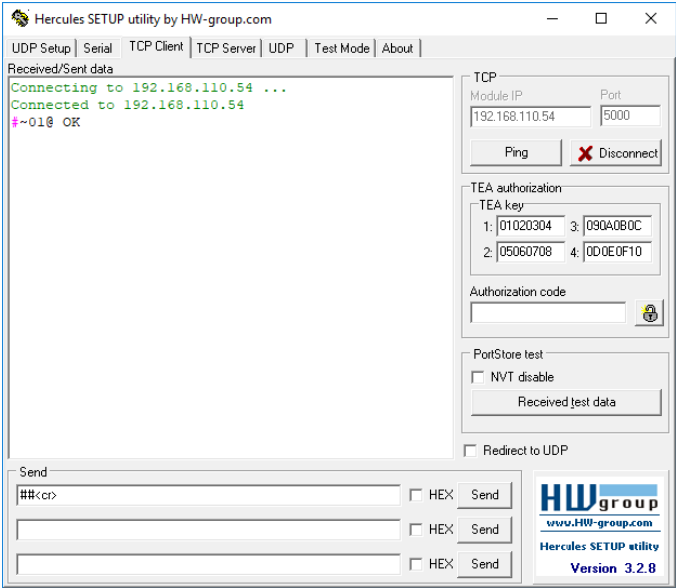 Hercules SETUP utility by HW-group.com
UDP Setup Serial TCP Client TCP Server UDP Test Mode About
Received/Sent data
Connecting to 192.168.110.54 ...
Connected to 192.168.110.54
#~01@ OK
TCP
Module IP Port
192.168.110.54 5000
Ping Disconnect
TEA authorization
TEA key
1: 01020304 3: 090A0B0C
2: 05060708 4: 0D0E0F10
Authorization code
PortStore test
NVT disable
Received test data
Redirect to UDP
Send
##<cr> HEX Send
HEX Send
HEX Send
HW group
www.HW-group.com
Hercules SETUP utility
Version 3.2.8